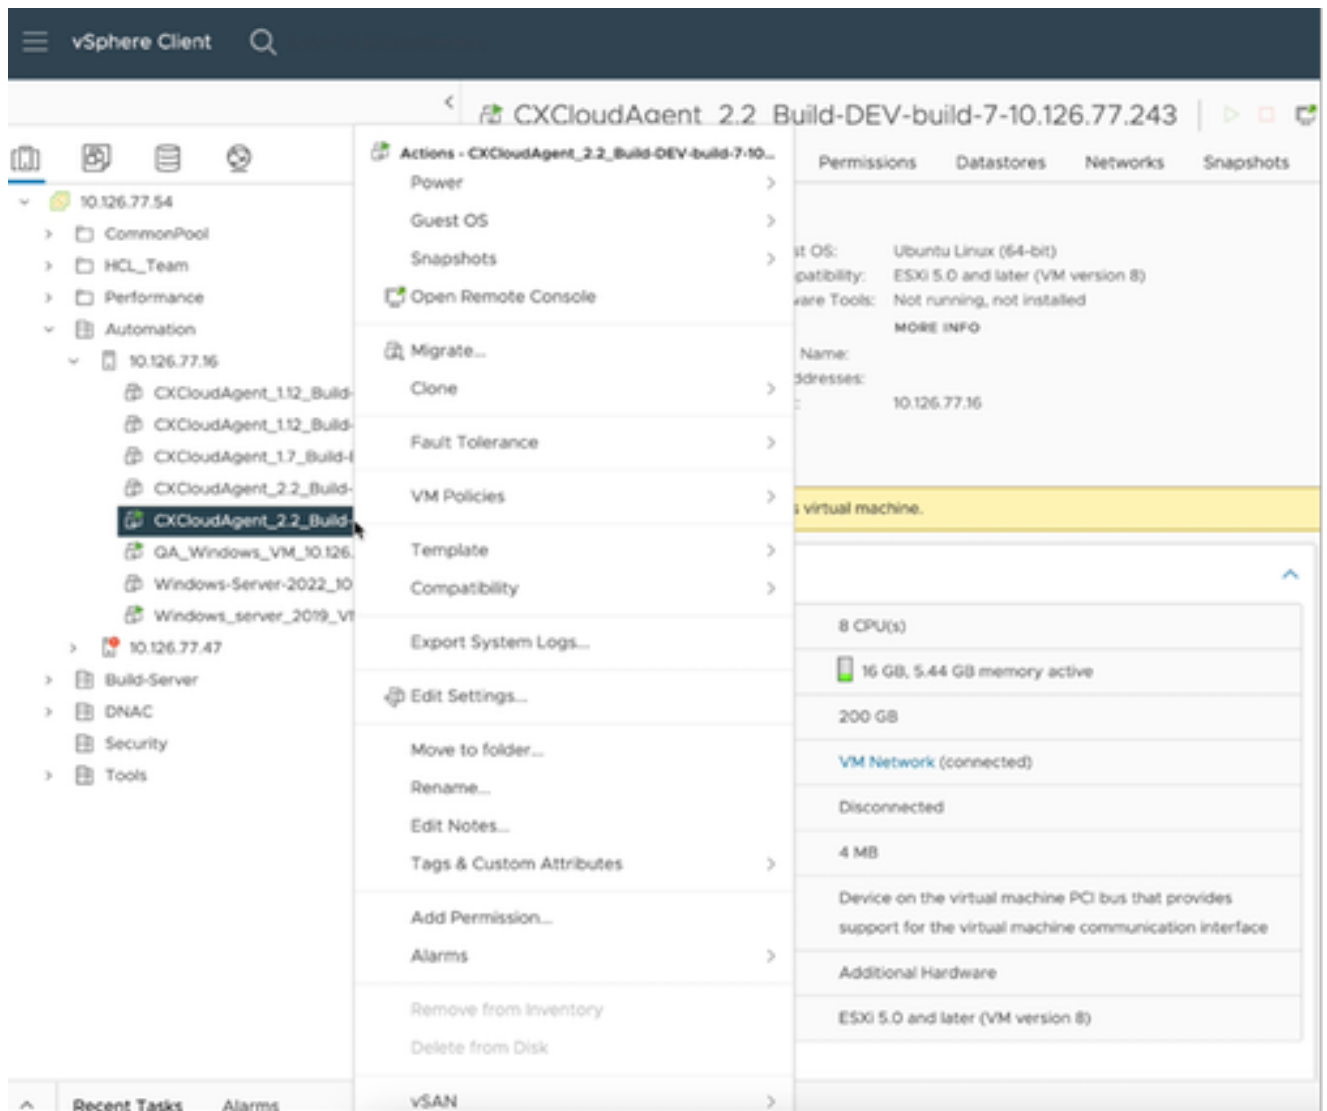 vSphere Client
CXCloudAgent_2.2_Build-DEV-build-7-10.126.77.243
Permissions Datastores Networks Snapshots
10.126.77.54
CommonPool
HCL_Team
Performance
Automation
10.126.77.16
CXCloudAgent_1.12_Build-
CXCloudAgent_1.12_Build-
CXCloudAgent_1.7_Build-
CXCloudAgent_2.2_Build-
CXCloudAgent_2.2_Build-
QA_Windows_VM_10.126.
Windows-Server-2022_10
Windows_server_2019_V
10.126.77.47
Build-Server
DNAC
Security
Tools
Actions - CXCloudAgent_2.2_Build-DEV-build-7-10...
Power
Guest OS
Snapshots
Open Remote Console
Migrate...
Clone
Fault Tolerance
VM Policies
Template
Compatibility
Export System Logs...
Edit Settings...
Move to folder...
Rename...
Edit Notes...
Tags & Custom Attributes
Add Permission...
Alarms
Remove from Inventory
Delete from Disk
vSAN
st OS: Ubuntu Linux (64-bit)
patibility: ESXi 5.0 and later (VM version 8)
vare Tools: Not running, not installed
MORE INFO
Name:
ddresses:
: 10.126.77.16
s virtual machine.
8 CPU(s)
16 GB, 5.44 GB memory active
200 GB
VM Network (connected)
Disconnected
4 MB
Device on the virtual machine PCI bus that provides
support for the virtual machine communication interface
Additional Hardware
ESXi 5.0 and later (VM version 8)
Recent Tasks Alarms